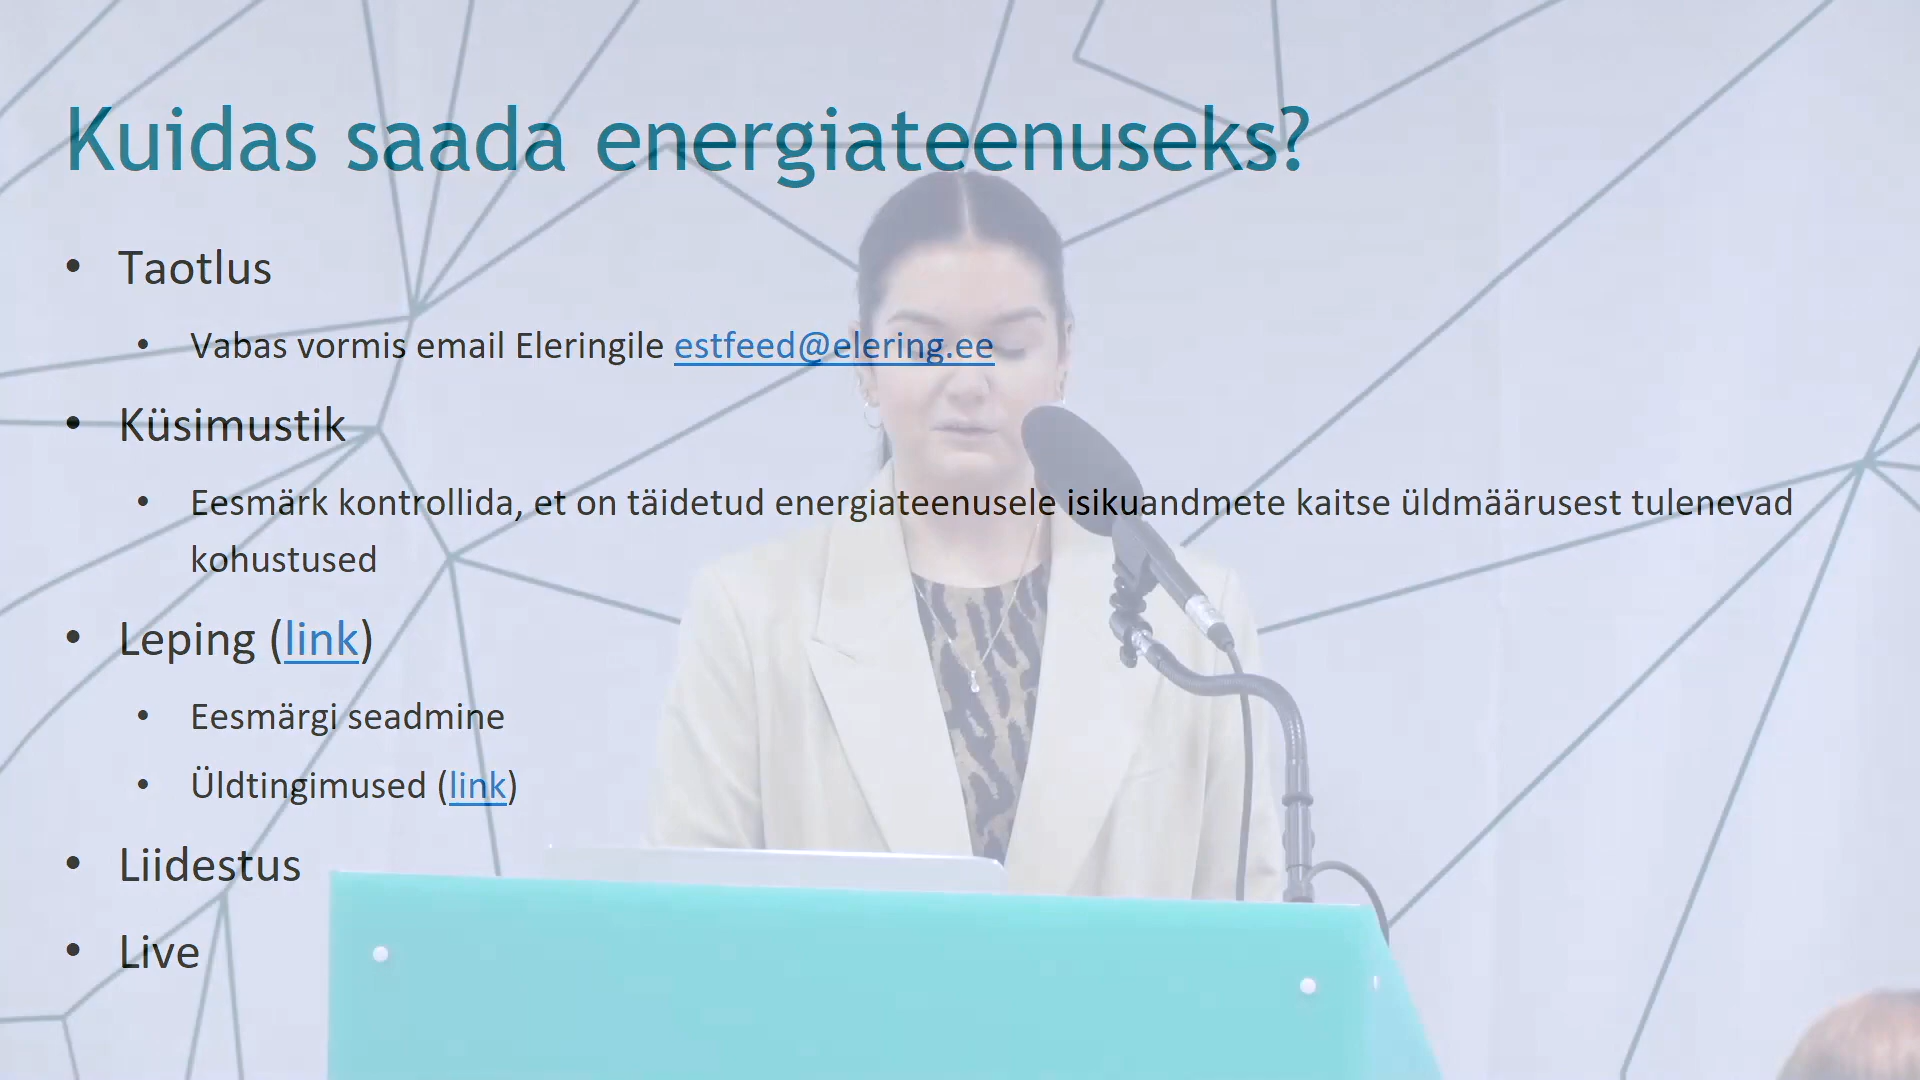 Kuidas saada energiateenuseks?
• Taotlus
• Vabas vormis email Eleringile estfeed@elering.ee
• Küsimustik
• Eesmärk kontrollida, et on täidetud energiateenusele isikuandmete kaitse üldmäärusest tulenevad
kohustused
• Leping (link)
• Eesmärgi seadmine
• Üldtingimused (link)
• Liidestus
• Live